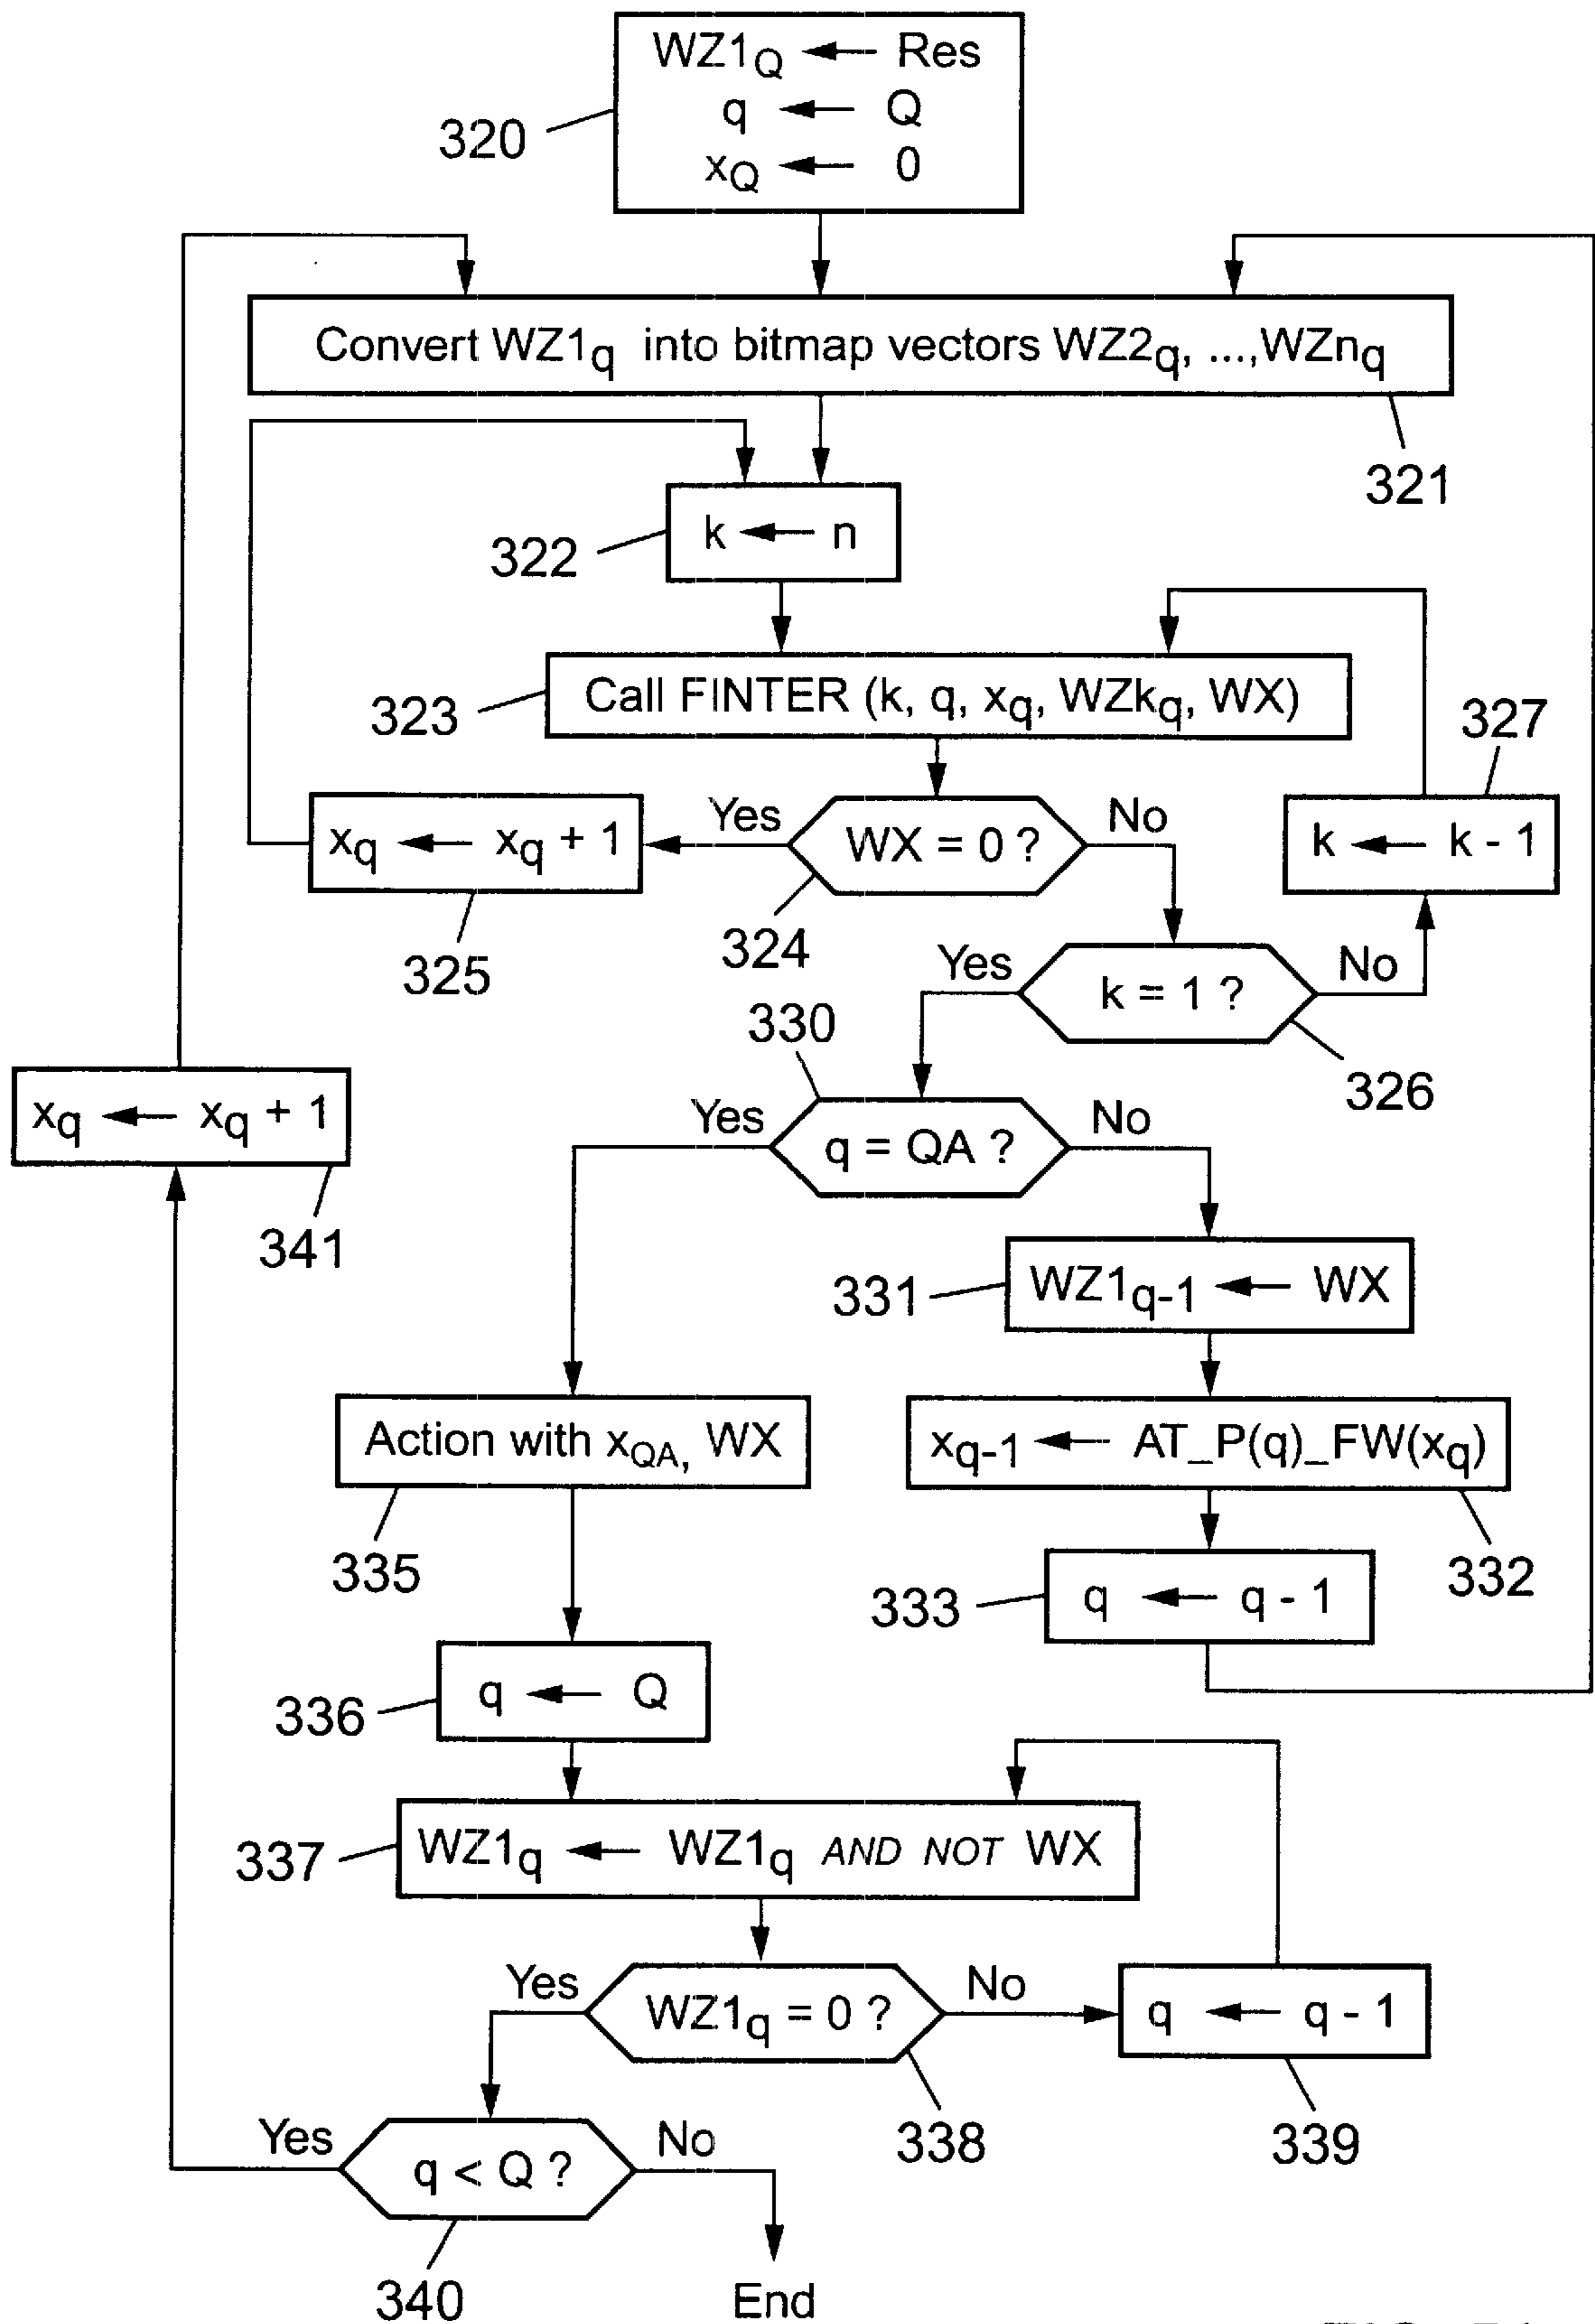 WZ1Q ← Res
q ← Q
xQ ← 0
320
Convert WZ1q into bitmap vectors WZ2q, ...,WZnq
321
k ← n
322
Call FINTER (k, q, xq, WZkq, WX)
323
327
Yes
WX = 0 ?
No
xq ← xq + 1
k ← k - 1
324
325
Yes
k = 1 ?
No
330
326
xq ← xq + 1
Yes
q = QA ?
No
341
WZ1q-1 ← WX
331
Action with xQA, WX
xq-1 ← AT_P(q)_FW(xq)
335
332
q ← q - 1
333
q ← Q
336
WZ1q ← WZ1q AND NOT WX
337
Yes
WZ1q = 0 ?
No
q ← q - 1
338
339
Yes
q < Q ?
No
340
End